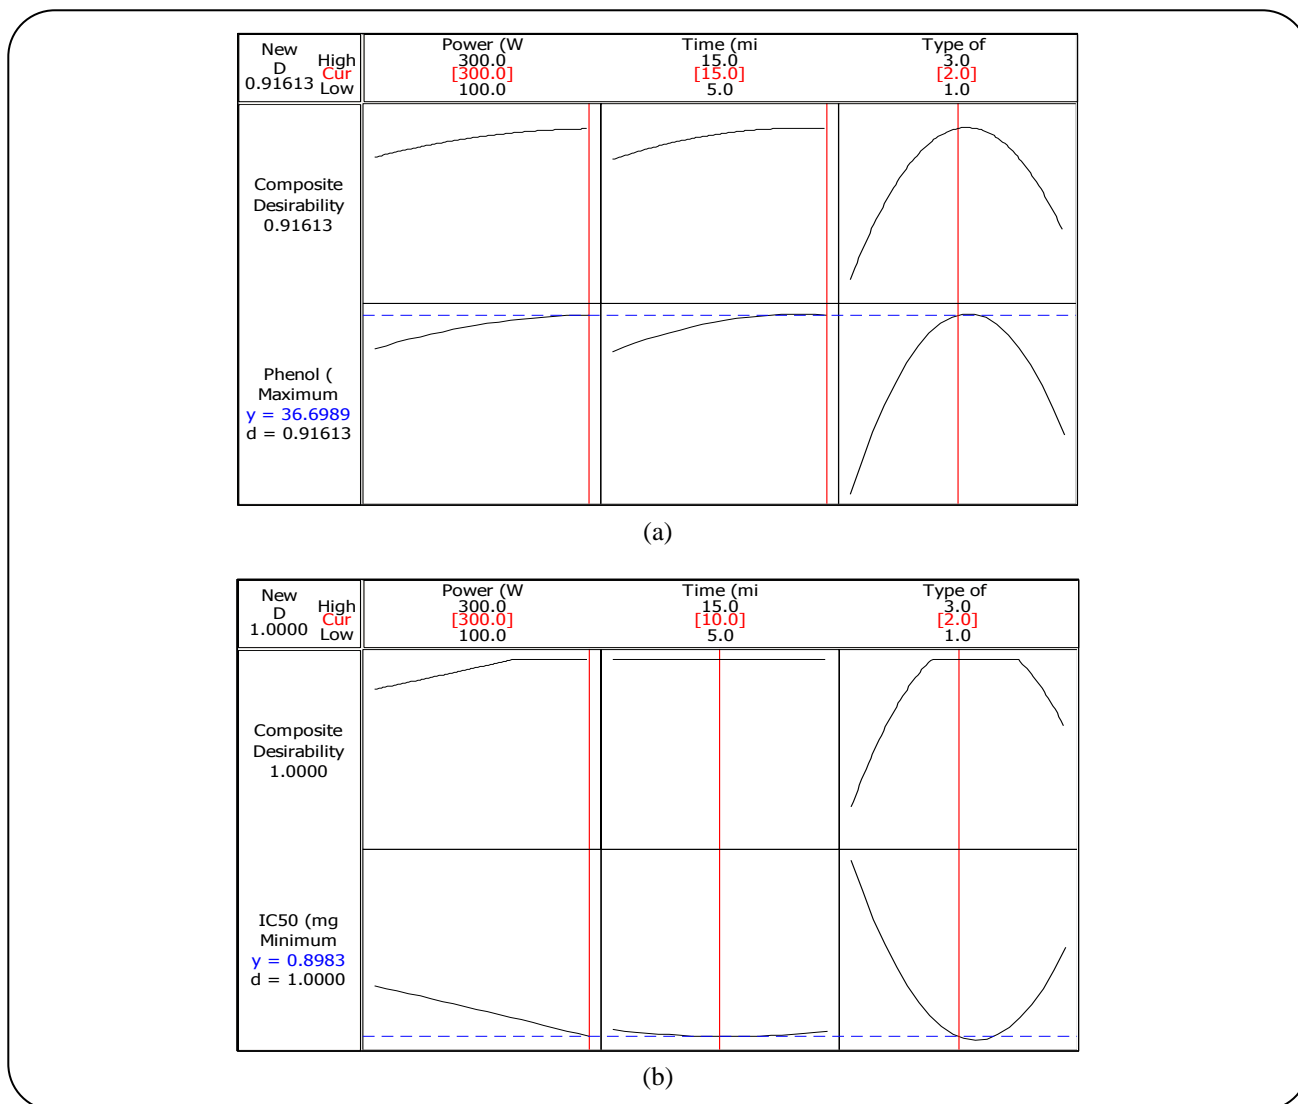 New
D
0.91613
High
Cur
Low
Power (W
300.0
[300.0]
100.0
Time (mi
15.0
[15.0]
5.0
Type of
3.0
[2.0]
1.0
Composite
Desirability
0.91613
Phenol (
Maximum
y = 36.6989
d = 0.91613
(a)
New
D
1.0000
High
Cur
Low
Power (W
300.0
[300.0]
100.0
Time (mi
15.0
[10.0]
5.0
Type of
3.0
[2.0]
1.0
Composite
Desirability
1.0000
IC50 (mg
Minimum
y = 0.8983
d = 1.0000
(b)